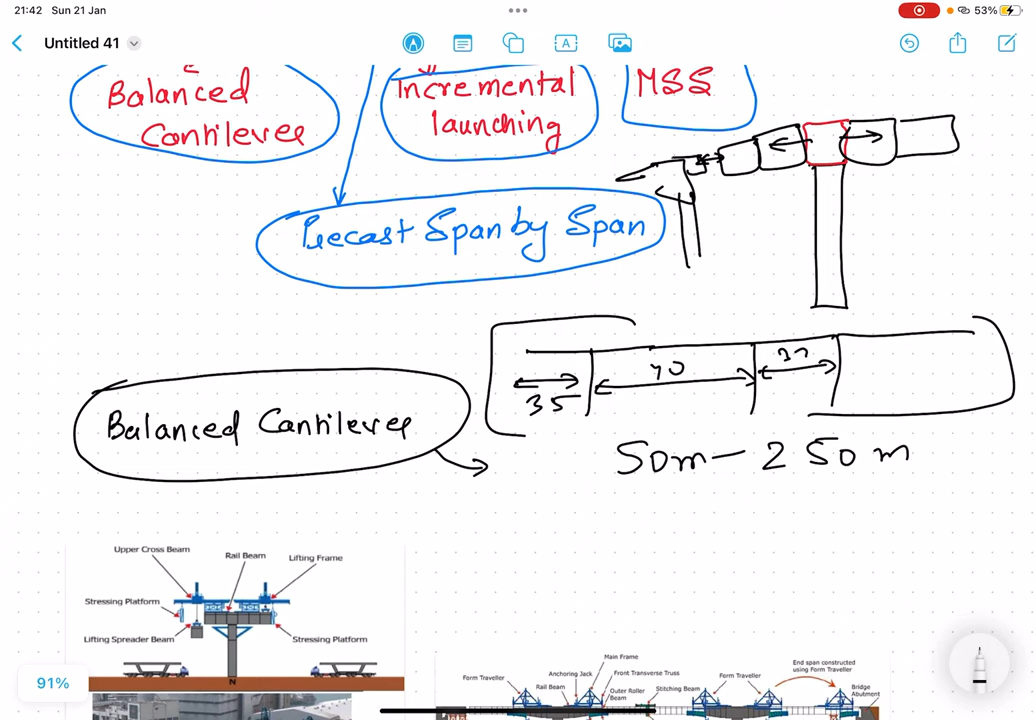 21:42 Sun 21 Jan
53%
Untitled 41
Balanced
Cantilever
Incremental
launching
MSS
Precast Span by Span
35
40
Balanced Cantilever
50m - 250m
Upper Cross Beam
Rail Beam
Lifting Frame
Stressing Platform
Lifting Spreader Beam
Stressing Platform
N
91%
Form Traveller
Anchoring Jack
Rail Beam
Main Frame
Front Transverse Truss
Outer Roller
Beam
Stitching Beam
Form Traveller
End span constructed
using Form Traveller
Bridge
Abutment